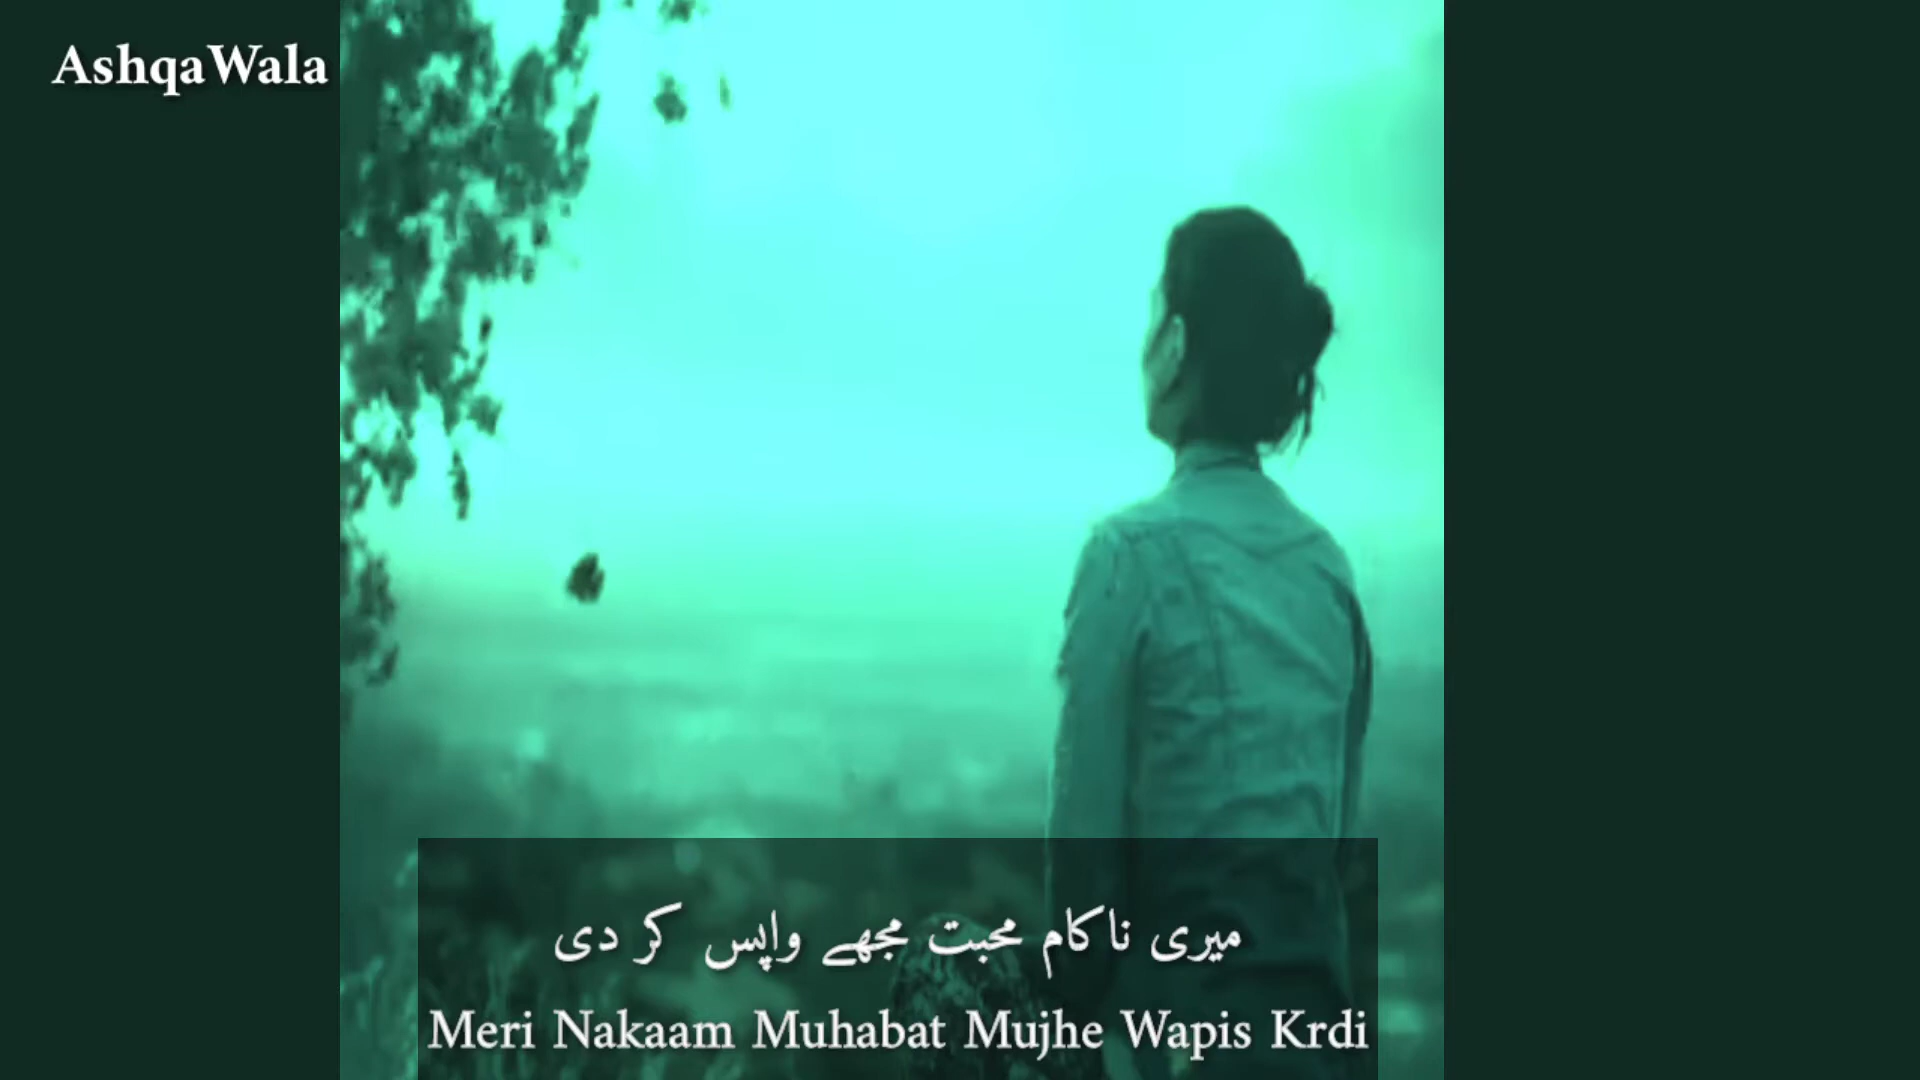 AshqaWala
میری ناکام محبت مجھے واپس کر دی
Meri Nakaam Muhabat Mujhe Wapis Krdi